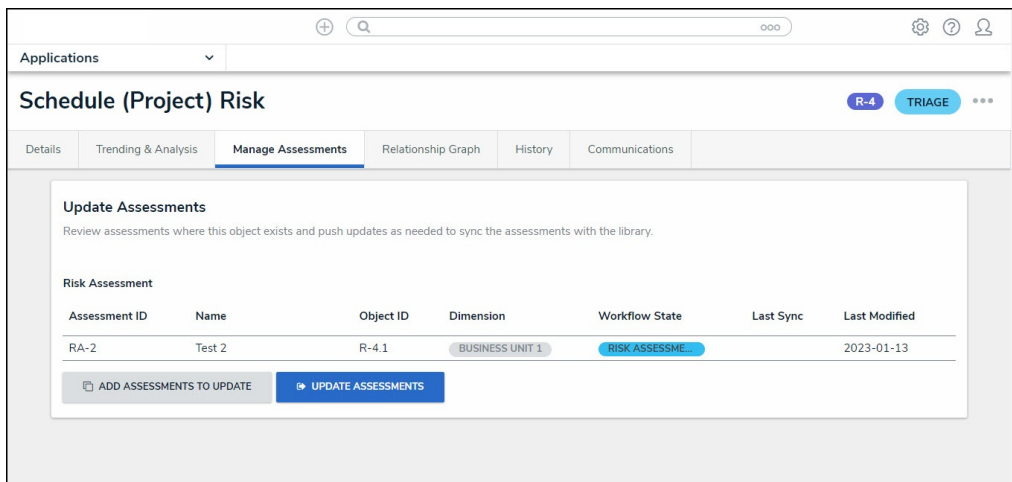 ooo
Applications
Schedule (Project) Risk
R-4
TRIAGE
Details
Trending & Analysis
Manage Assessments
Relationship Graph
History
Communications
Update Assessments
Review assessments where this object exists and push updates as needed to sync the assessments with the library.
Risk Assessment
Assessment ID Name Object ID Dimension Workflow State Last Sync Last Modified
RA-2 Test 2 R-4.1 BUSINESS UNIT 1 RISK ASSESSME... 2023-01-13
ADD ASSESSMENTS TO UPDATE
UPDATE ASSESSMENTS